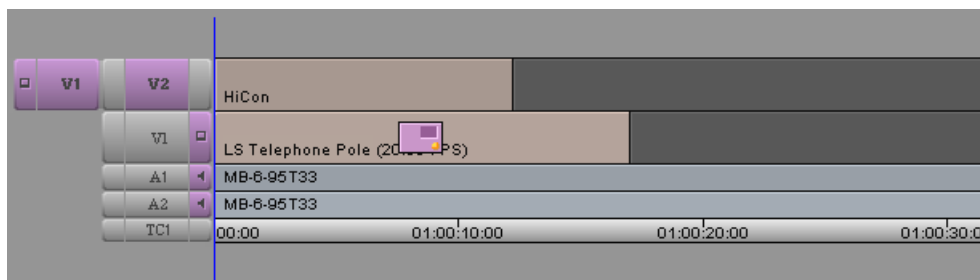 V1 V2 HiCon
V1 LS Telephone Pole (20 PS)
A1 MB-6-95T33
A2 MB-6-95T33
TC1 00:00 01:00:10:00 01:00:20:00 01:00:30:0